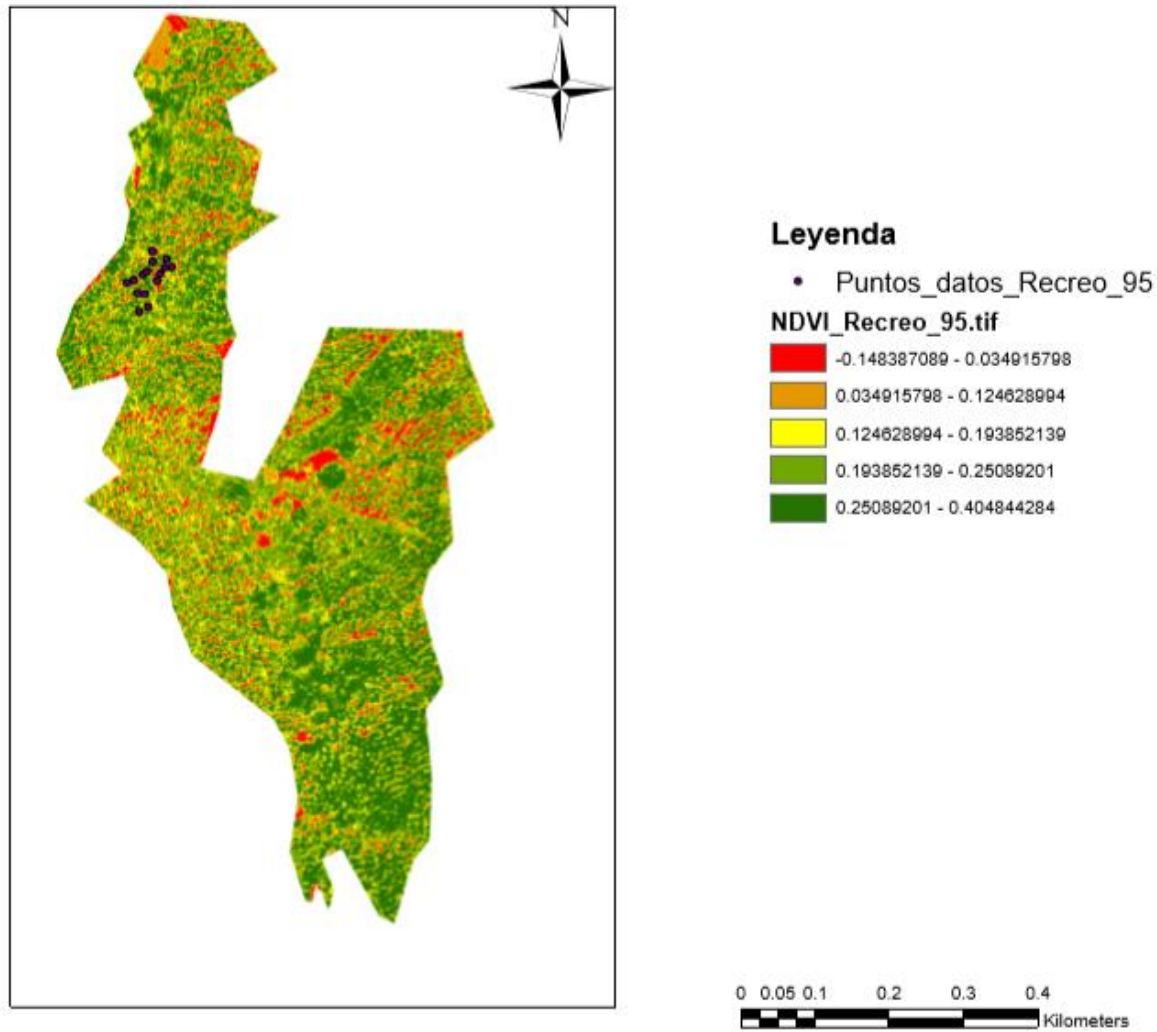 N
Leyenda
Puntos_datos_Recreo_95
NDVI_Recreo_95.tif
-0.148387089 - 0.034915798
0.034915798 - 0.124628994
0.124628994 - 0.193852139
0.193852139 - 0.25089201
0.25089201 - 0.404844284
0 0.05 0.1 0.2 0.3 0.4
Kilometers